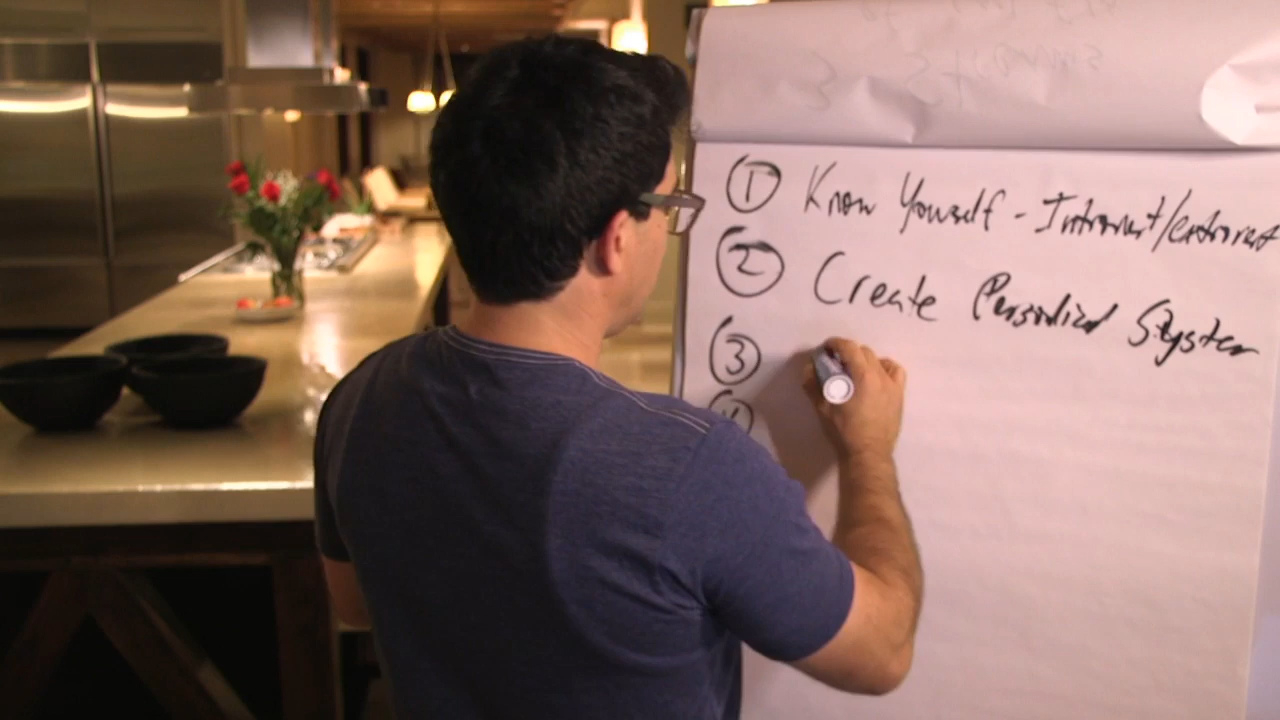 ① Know Yourself - Introvert/extrovert
② Create Personalized System
③
④